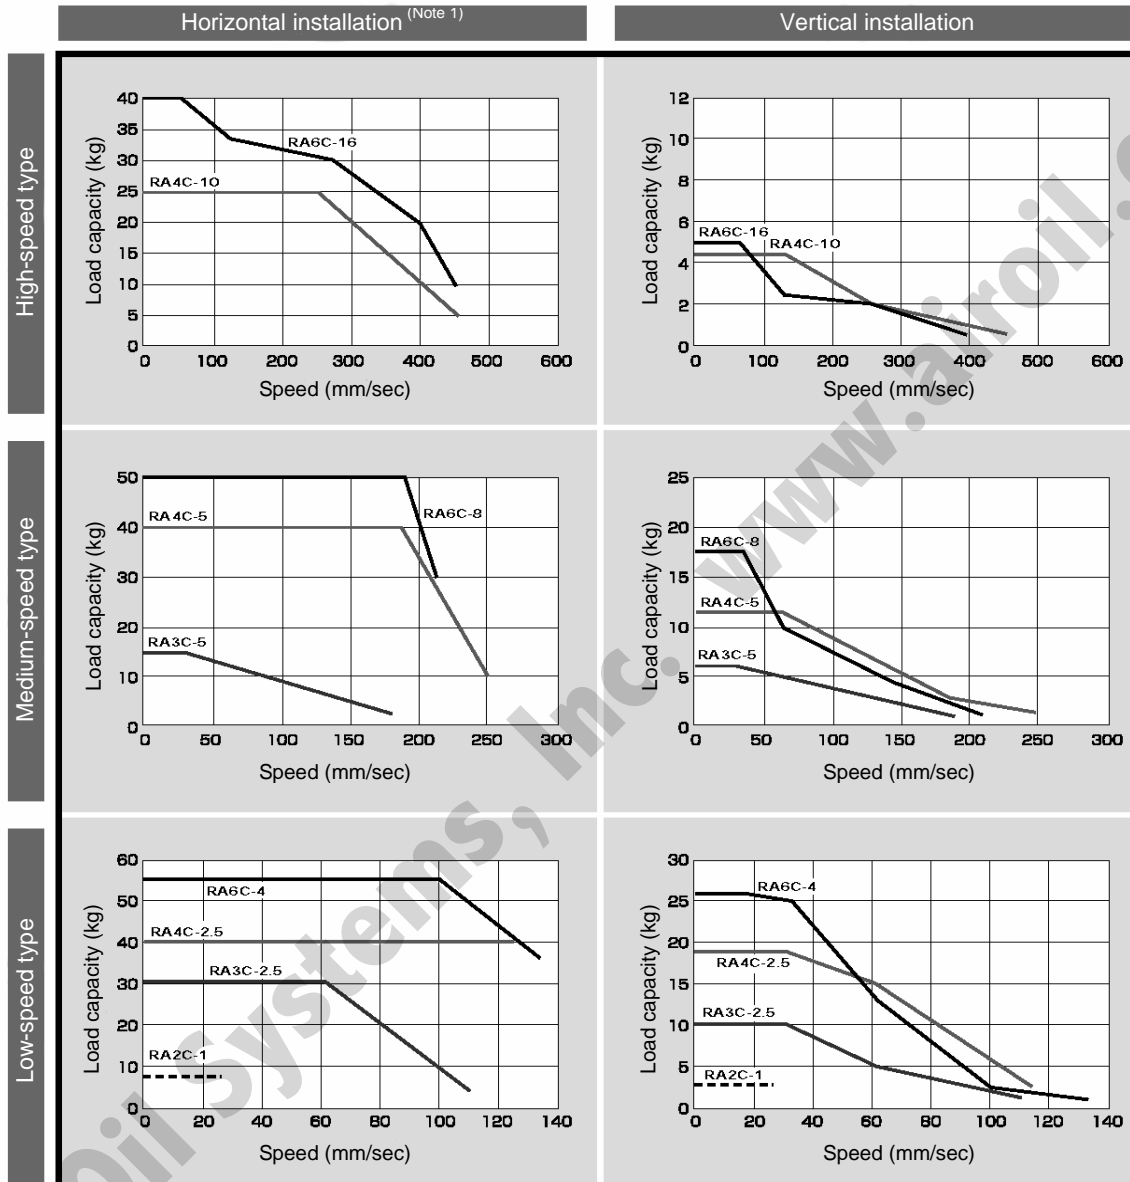 Horizontal installation (Note 1)
Vertical installation
High-speed type
Load capacity (kg)
40
35
30
25
20
15
10
5
0
RA6C-16
RA4C-10
0 100 200 300 400 500 600
Speed (mm/sec)
Load capacity (kg)
12
10
8
6
4
2
0
RA6C-16
RA4C-10
0 100 200 300 400 500 600
Speed (mm/sec)
Medium-speed type
Load capacity (kg)
50
40
30
20
10
0
RA4C-5
RA6C-8
RA3C-5
0 50 100 150 200 250 300
Speed (mm/sec)
Load capacity (kg)
25
20
15
10
5
0
RA6C-8
RA4C-5
RA3C-5
0 50 100 150 200 250 300
Speed (mm/sec)
Low-speed type
Load capacity (kg)
60
50
40
30
20
10
0
RA6C-4
RA4C-2.5
RA3C-2.5
RA2C-1
0 20 40 60 80 100 120 140
Speed (mm/sec)
Load capacity (kg)
30
25
20
15
10
5
0
RA6C-4
RA4C-2.5
RA3C-2.5
RA2C-1
0 20 40 60 80 100 120 140
Speed (mm/sec)
Oil Systems, Inc. www.airoil.